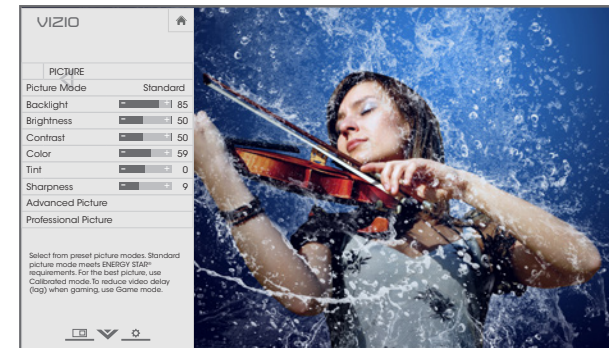 VIZIO
PICTURE
Picture Mode Standard
Backlight 85
Brightness 50
Contrast 50
Color 59
Tint 0
Sharpness 9
Advanced Picture
Professional Picture
Select from preset picture modes. Standard
picture mode meets ENERGY STAR®
requirements. For the best picture, use
Calibrated mode. To reduce video delay
(lag) when gaming, use Game mode.